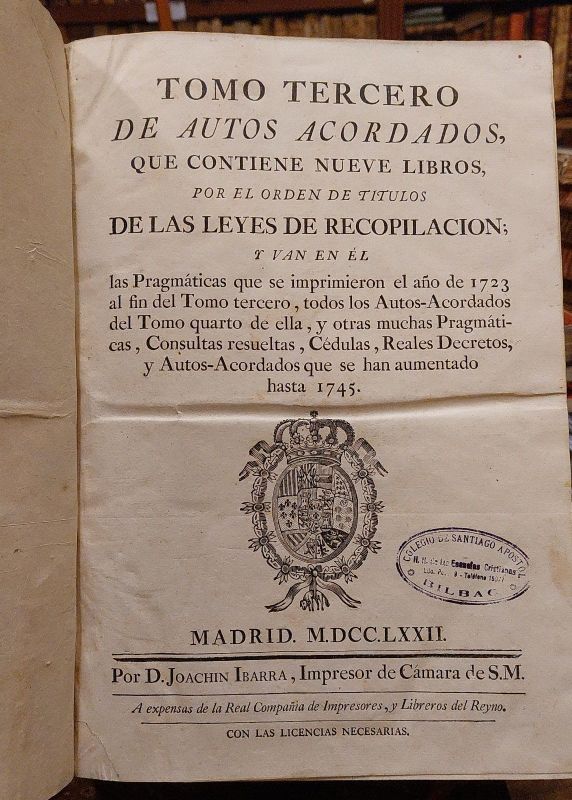 TOMO TERCERO
DE AUTOS ACORDADOS,
QUE CONTIENE NUEVE LIBROS,
POR EL ORDEN DE TITULOS
DE LAS LEYES DE RECOPILACION;
Y VAN EN ÉL
las Pragmáticas que se imprimieron el año de 1723
al fin del Tomo tercero, todos los Autos-Acordados
del Tomo quarto de ella, y otras muchas Pragmáti-
cas, Consultas resueltas, Cédulas, Reales Decretos,
y Autos-Acordados que se han aumentado
hasta 1745.
COLEGIO DE SANTIAGO APOSTOL
H. H. de las Escuelas Cristianas
Teléfono
BILBAO
MADRID. M.DCC.LXXII.
Por D. Joachin Ibarra, Impresor de Cámara de S.M.
A expensas de la Real Compañia de Impresores, y Libreros del Reyno.
CON LAS LICENCIAS NECESARIAS.